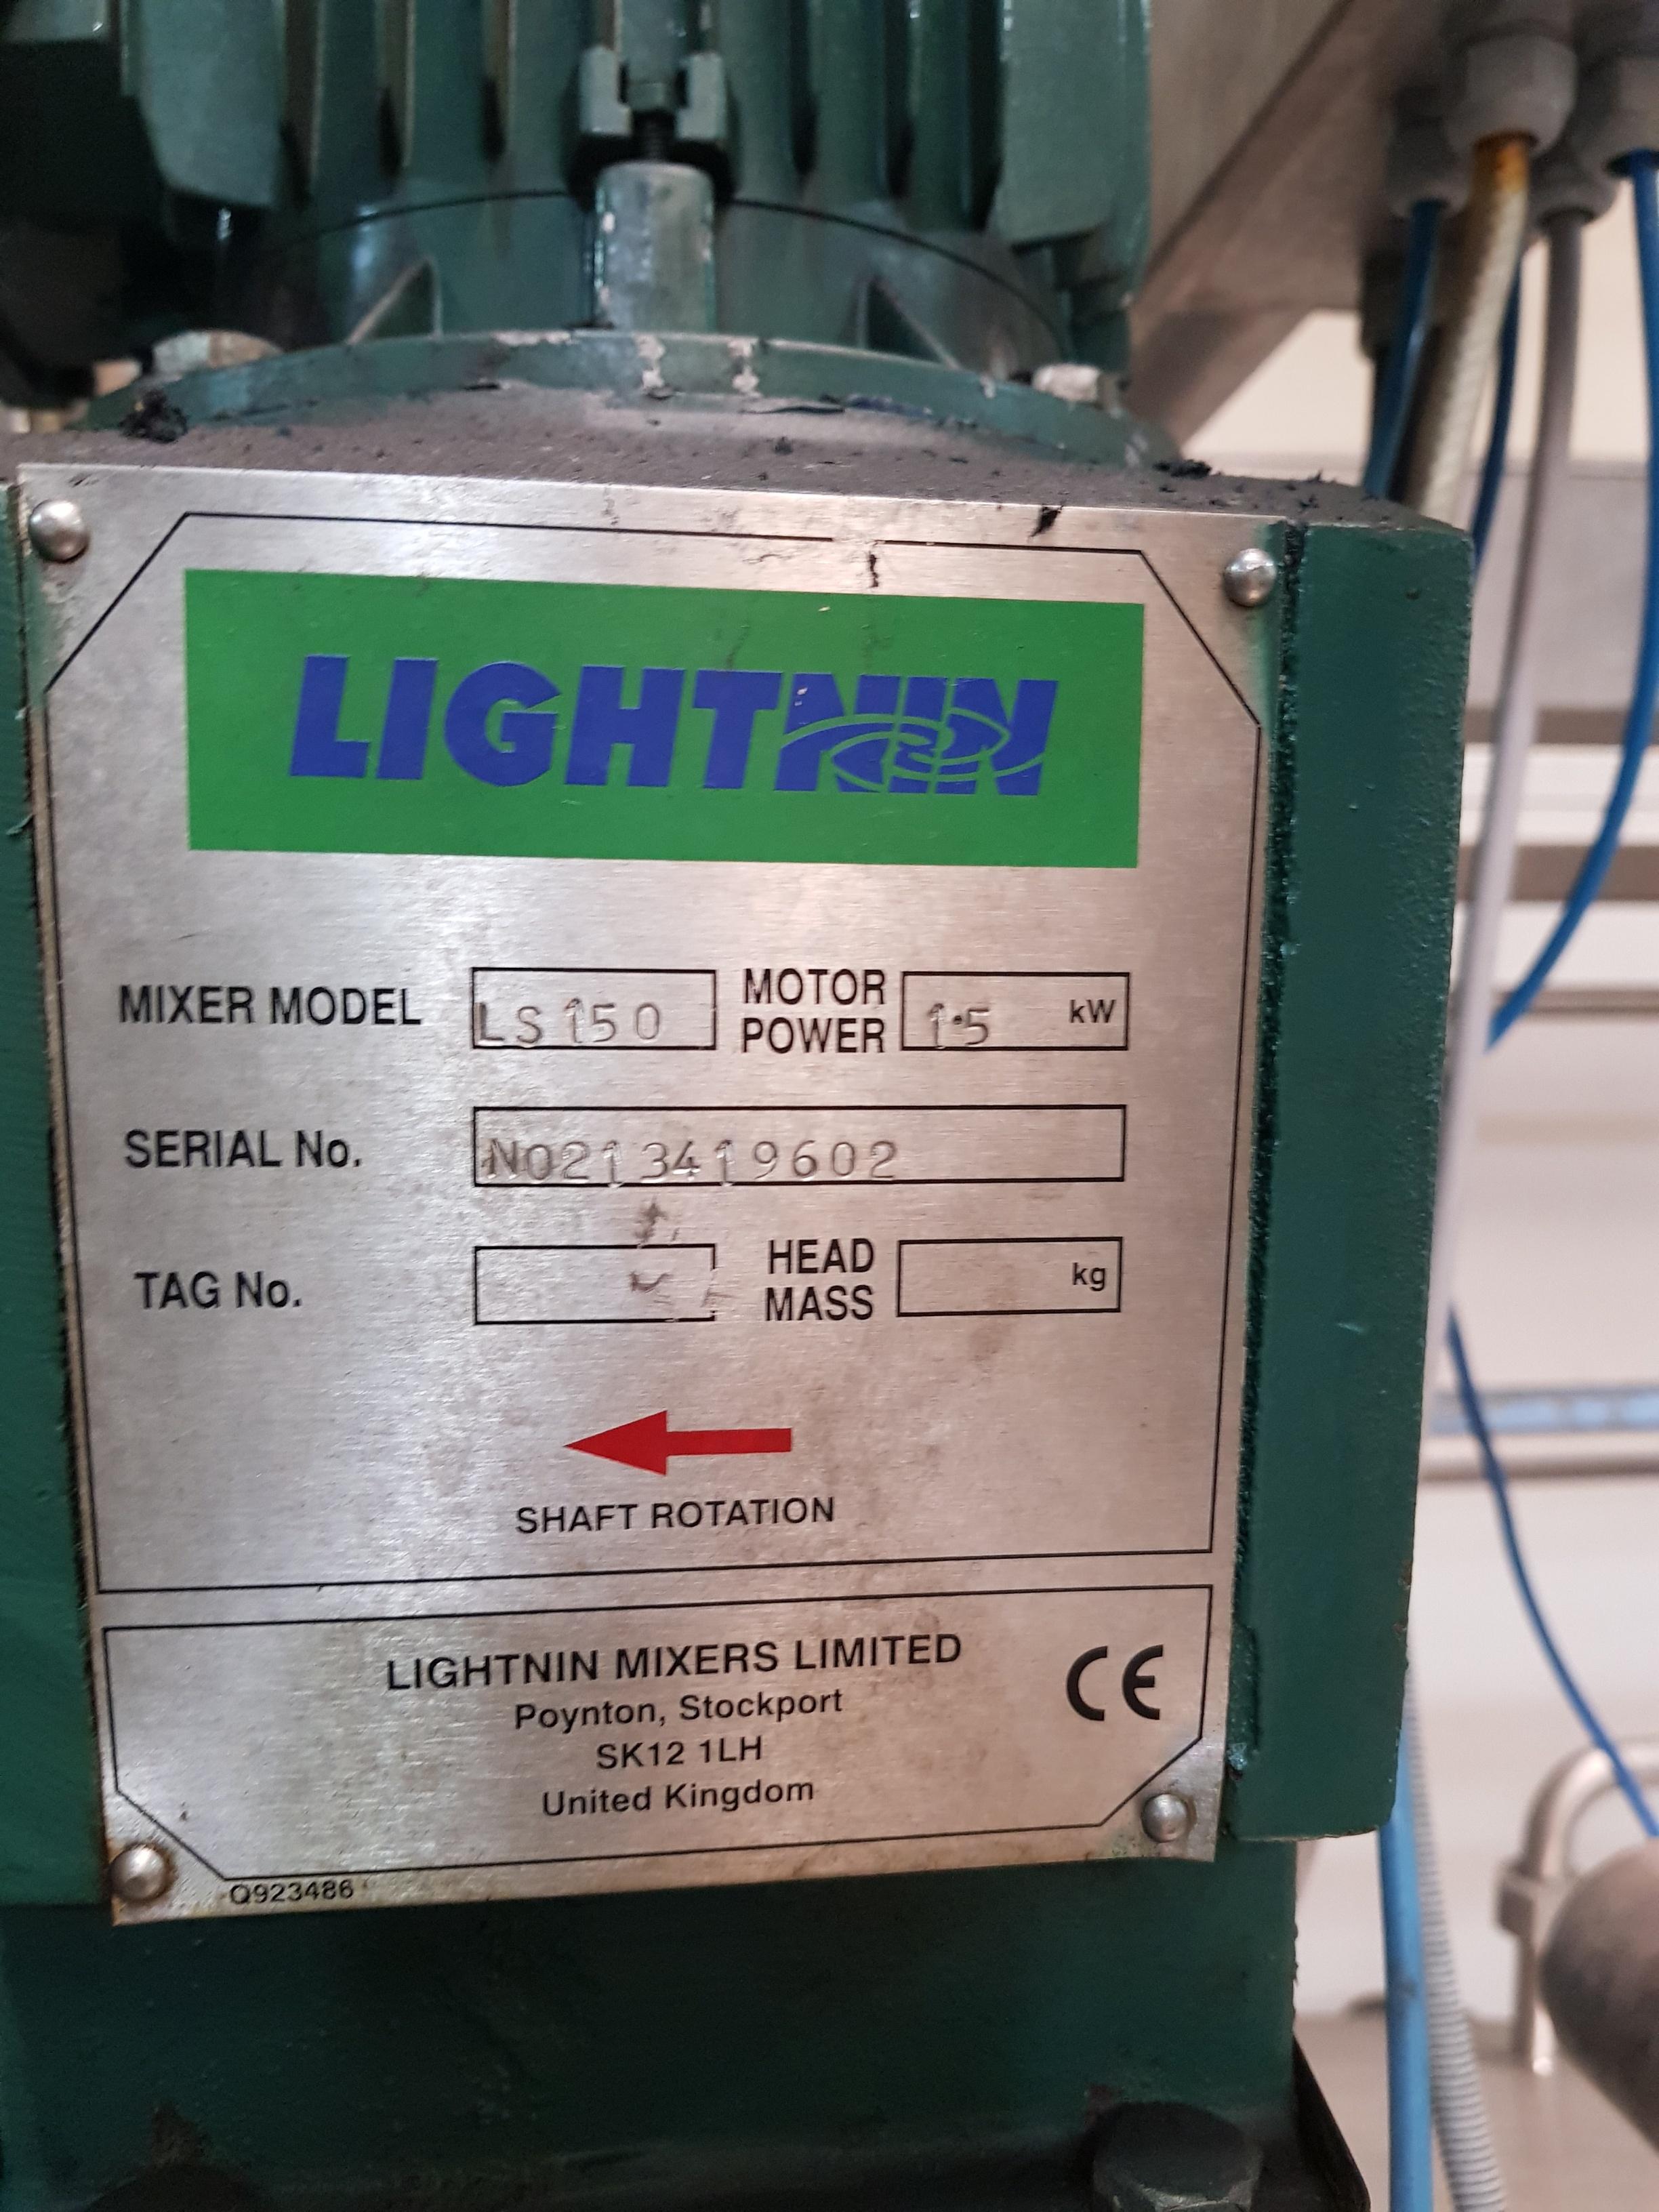 LIGHTNIN
MIXER MODEL LS150 MOTOR POWER 1.5 kW
SERIAL No. N0213419602
TAG No. HEAD MASS kg
SHAFT ROTATION
LIGHTNIN MIXERS LIMITED
CE
Poynton, Stockport
SK12 1LH
United Kingdom
Q923486